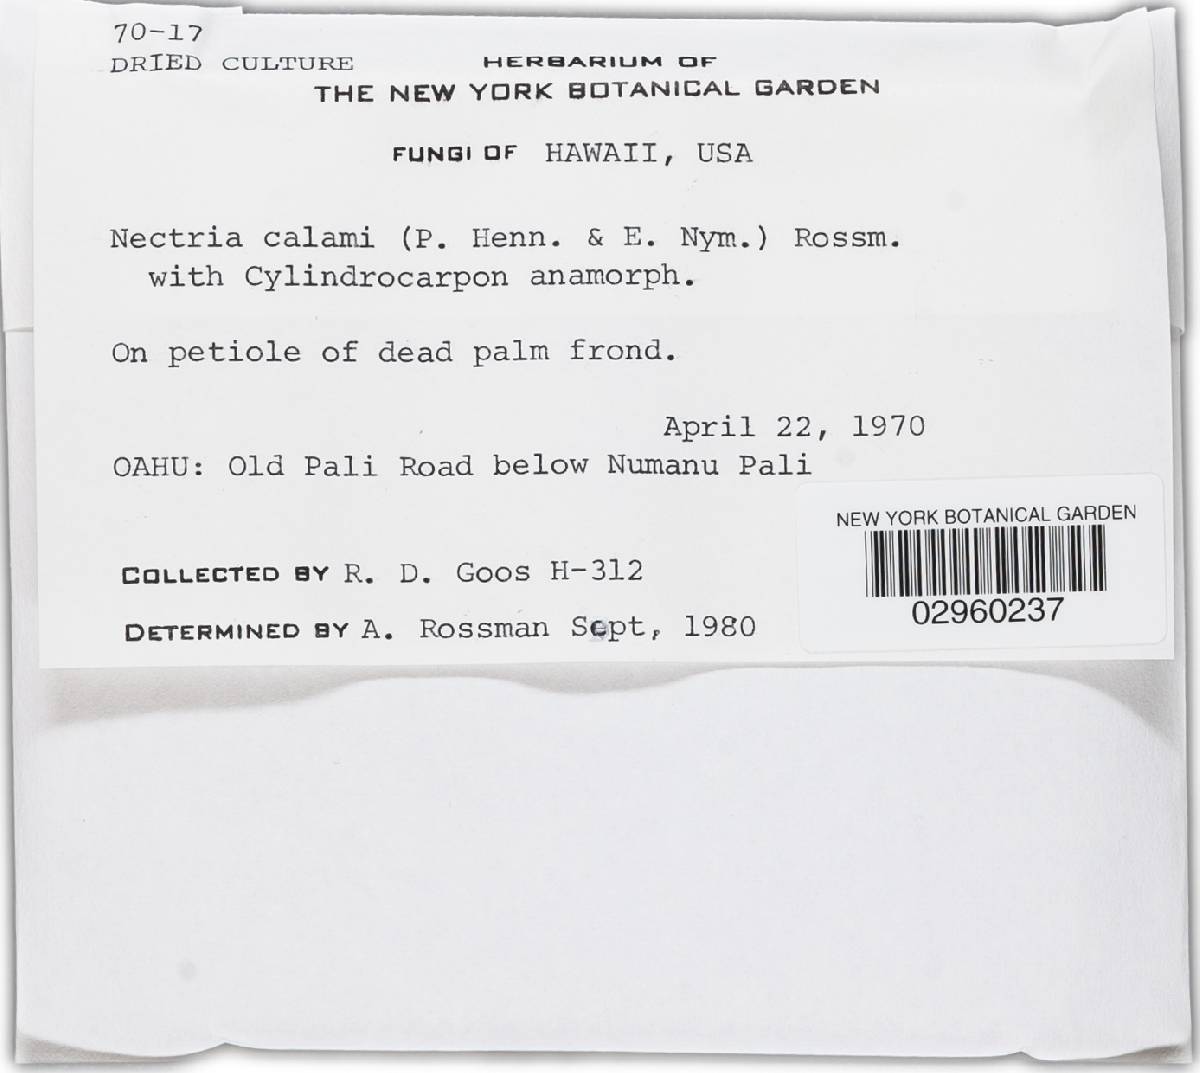 70-17
DRIED CULTURE
HERBARIUM OF
THE NEW YORK BOTANICAL GARDEN
FUNGI OF HAWAII, USA
Nectria calami (P. Henn. & E. Nym.) Rossm.
with Cylindrocarpon anamorph.
On petiole of dead palm frond.
April 22, 1970
OAHU: Old Pali Road below Numanu Pali
NEW YORK BOTANICAL GARDEN
02960237
COLLECTED BY R. D. Goos H-312
DETERMINED BY A. Rossman Sept, 1980